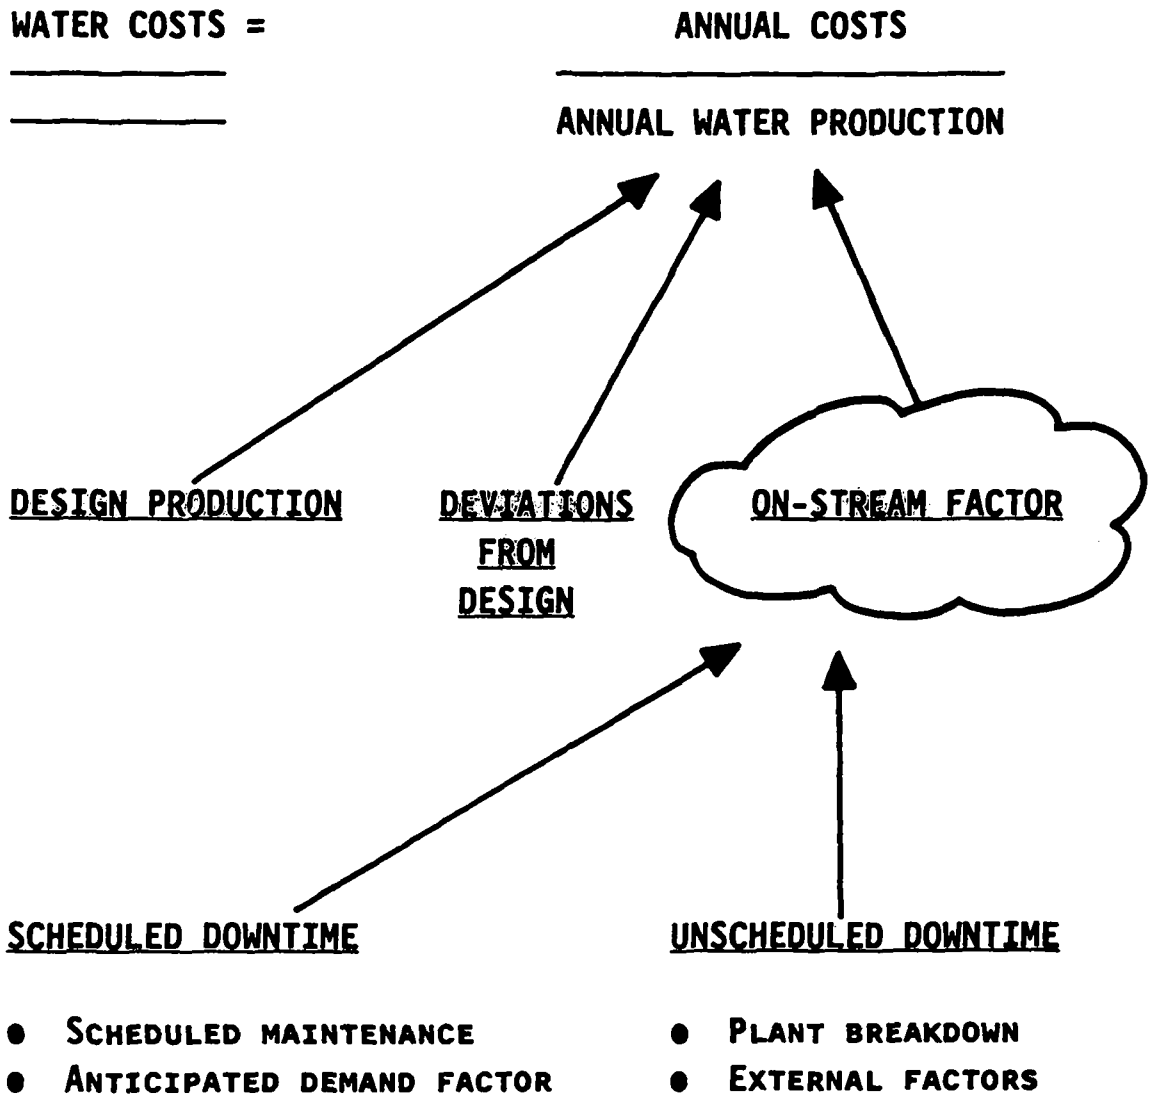 WATER COSTS =
ANNUAL COSTS
ANNUAL WATER PRODUCTION
DESIGN PRODUCTION
DEVIATIONS
FROM
DESIGN
ON-STREAM FACTOR
SCHEDULED DOWNTIME
UNSCHEDULED DOWNTIME
● SCHEDULED MAINTENANCE
● ANTICIPATED DEMAND FACTOR
● PLANT BREAKDOWN
● EXTERNAL FACTORS